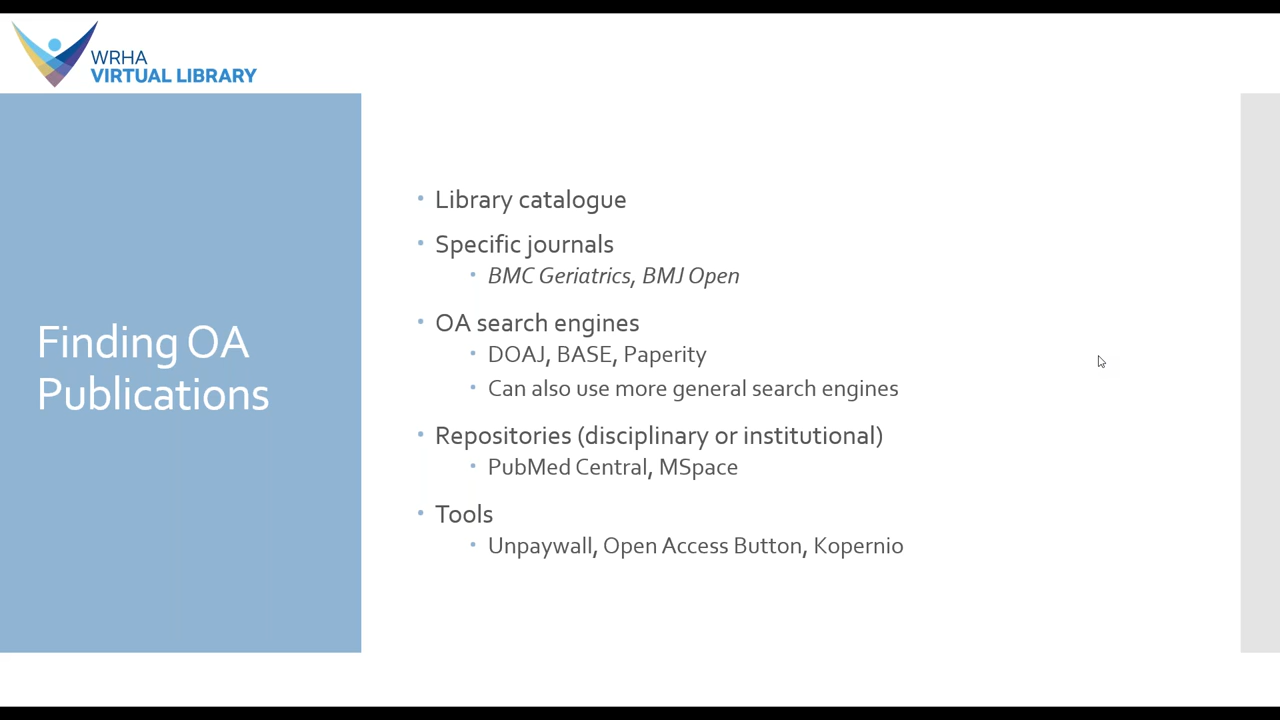 WRHA
VIRTUAL LIBRARY
Finding OA
Publications
• Library catalogue
• Specific journals
• BMC Geriatrics, BMJ Open
• OA search engines
• DOAJ, BASE, Paperity
• Can also use more general search engines
• Repositories (disciplinary or institutional)
• PubMed Central, MSpace
• Tools
• Unpaywall, Open Access Button, Kopernio